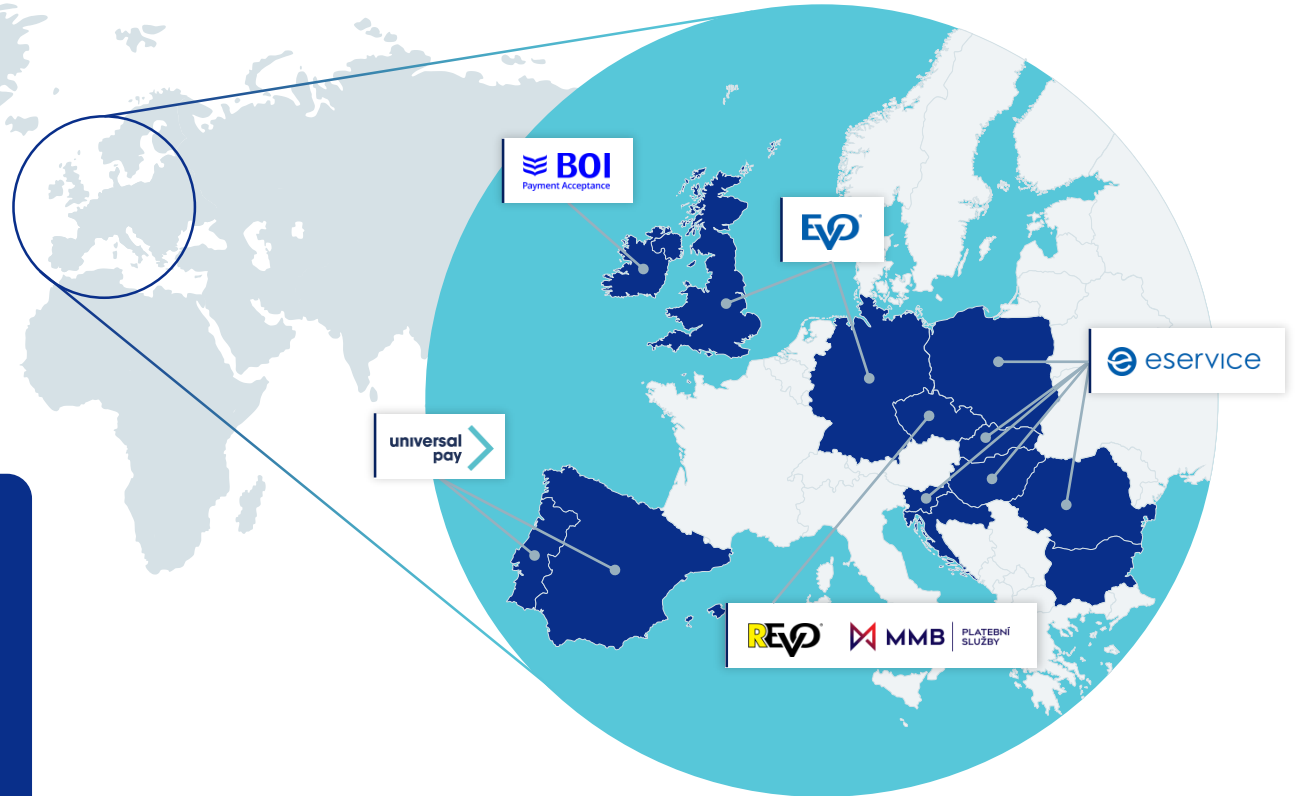 BOI
Payment Acceptance
EVO
eservice
universal
pay
REVO
MMB
PLATEBNÍ
SLUŽBY